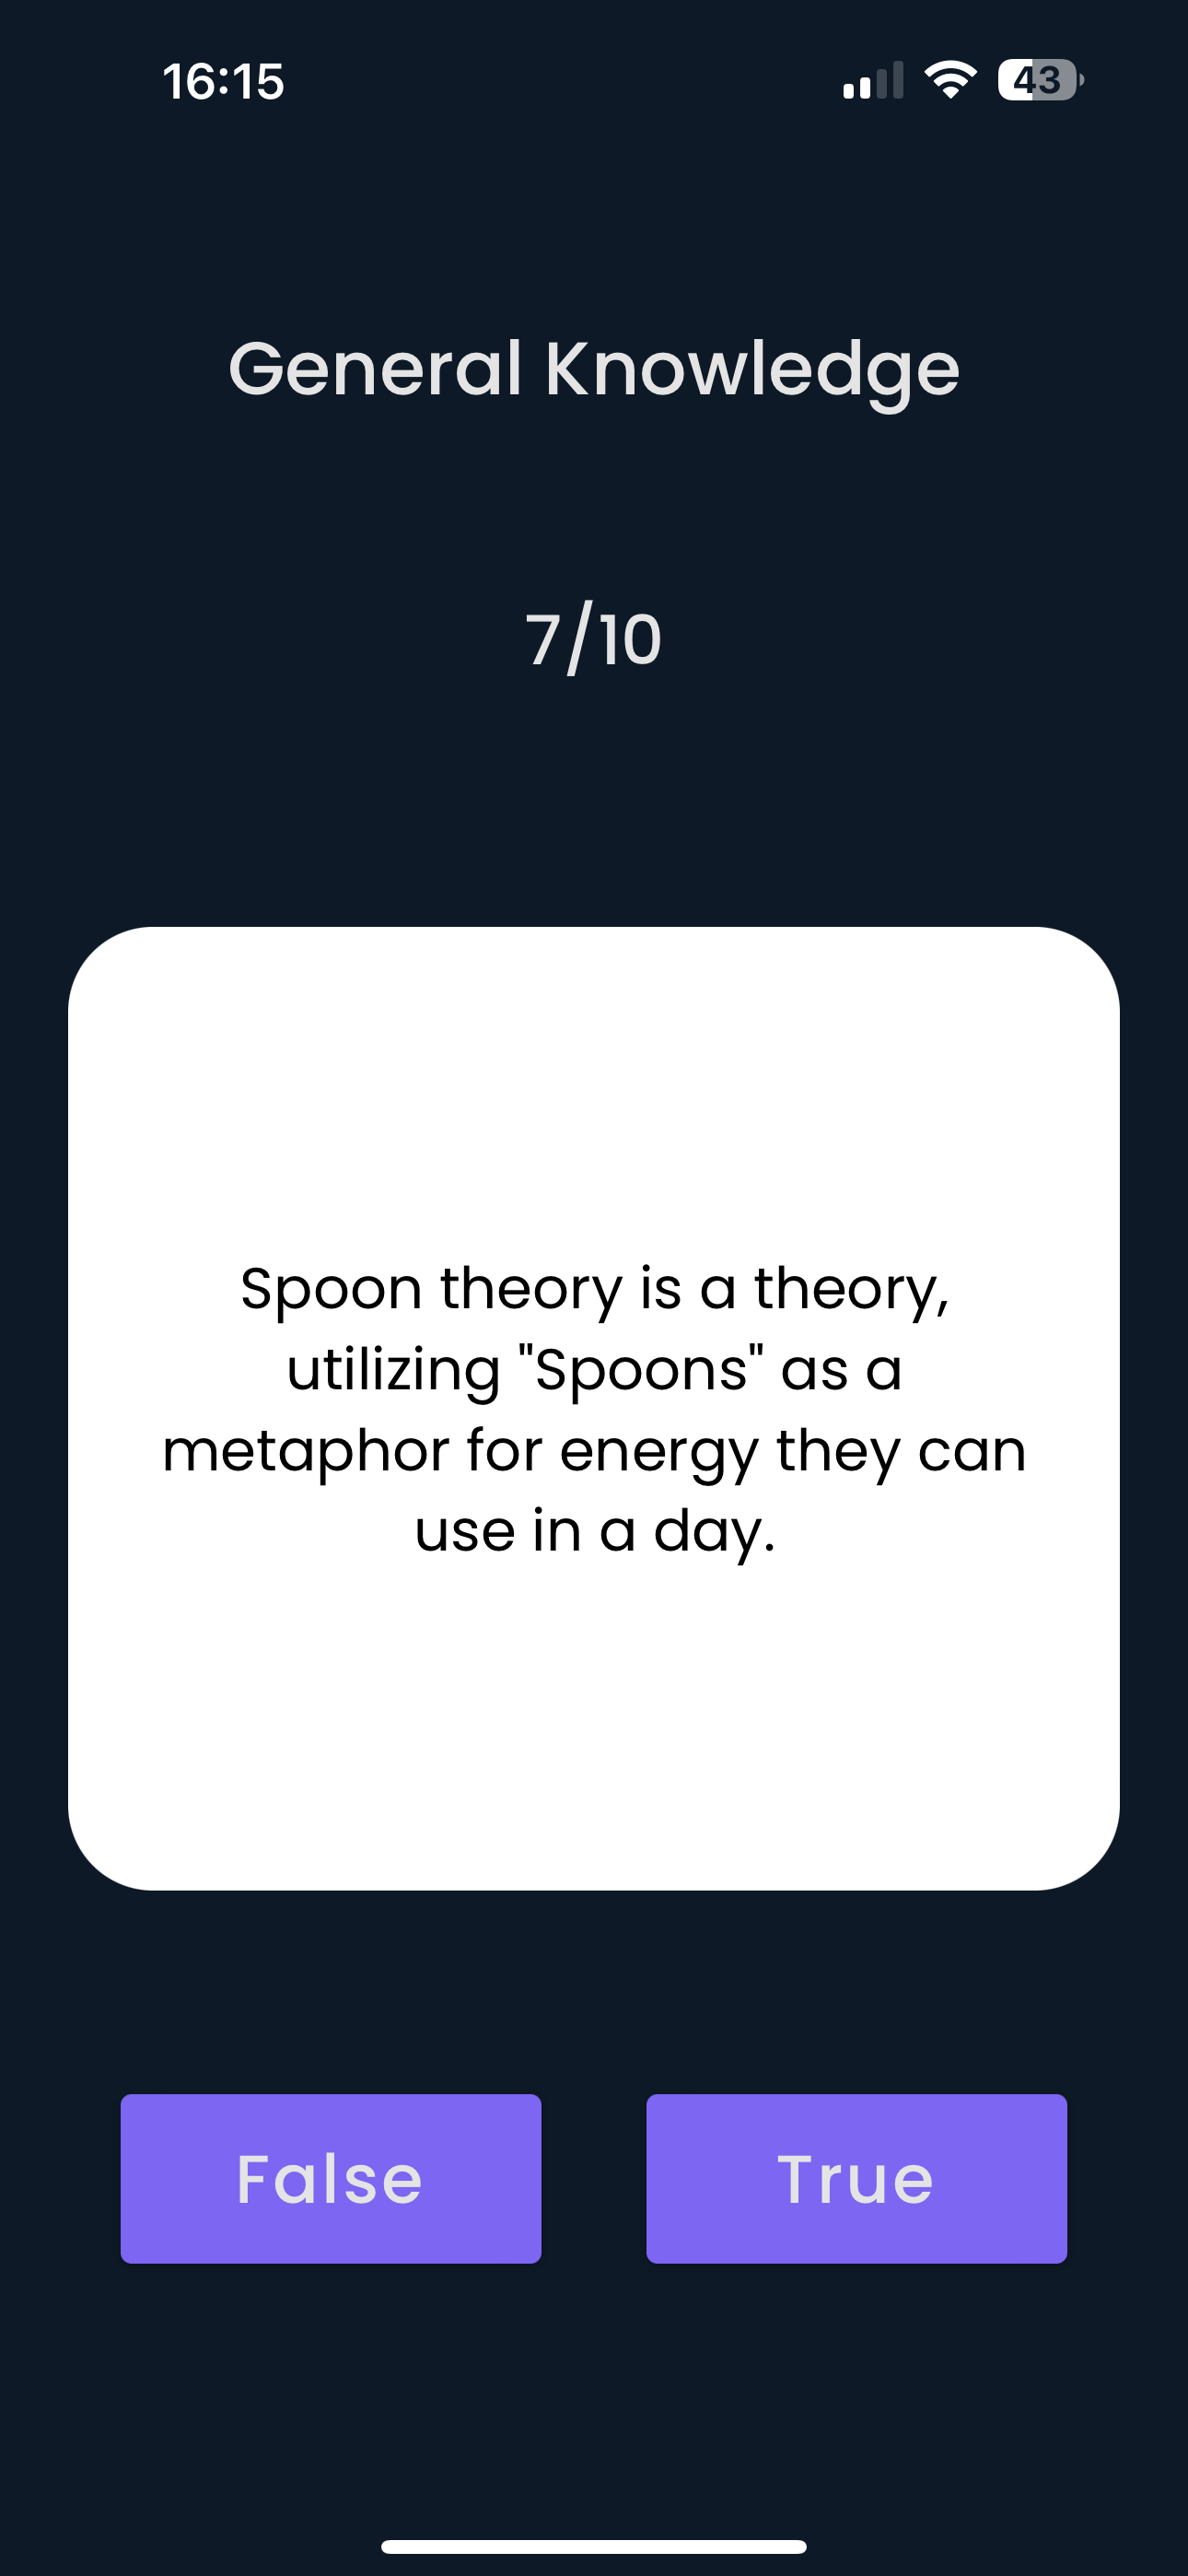 16:15
43
General Knowledge
7/10
Spoon theory is a theory,
utilizing "Spoons" as a
metaphor for energy they can
use in a day.
False
True